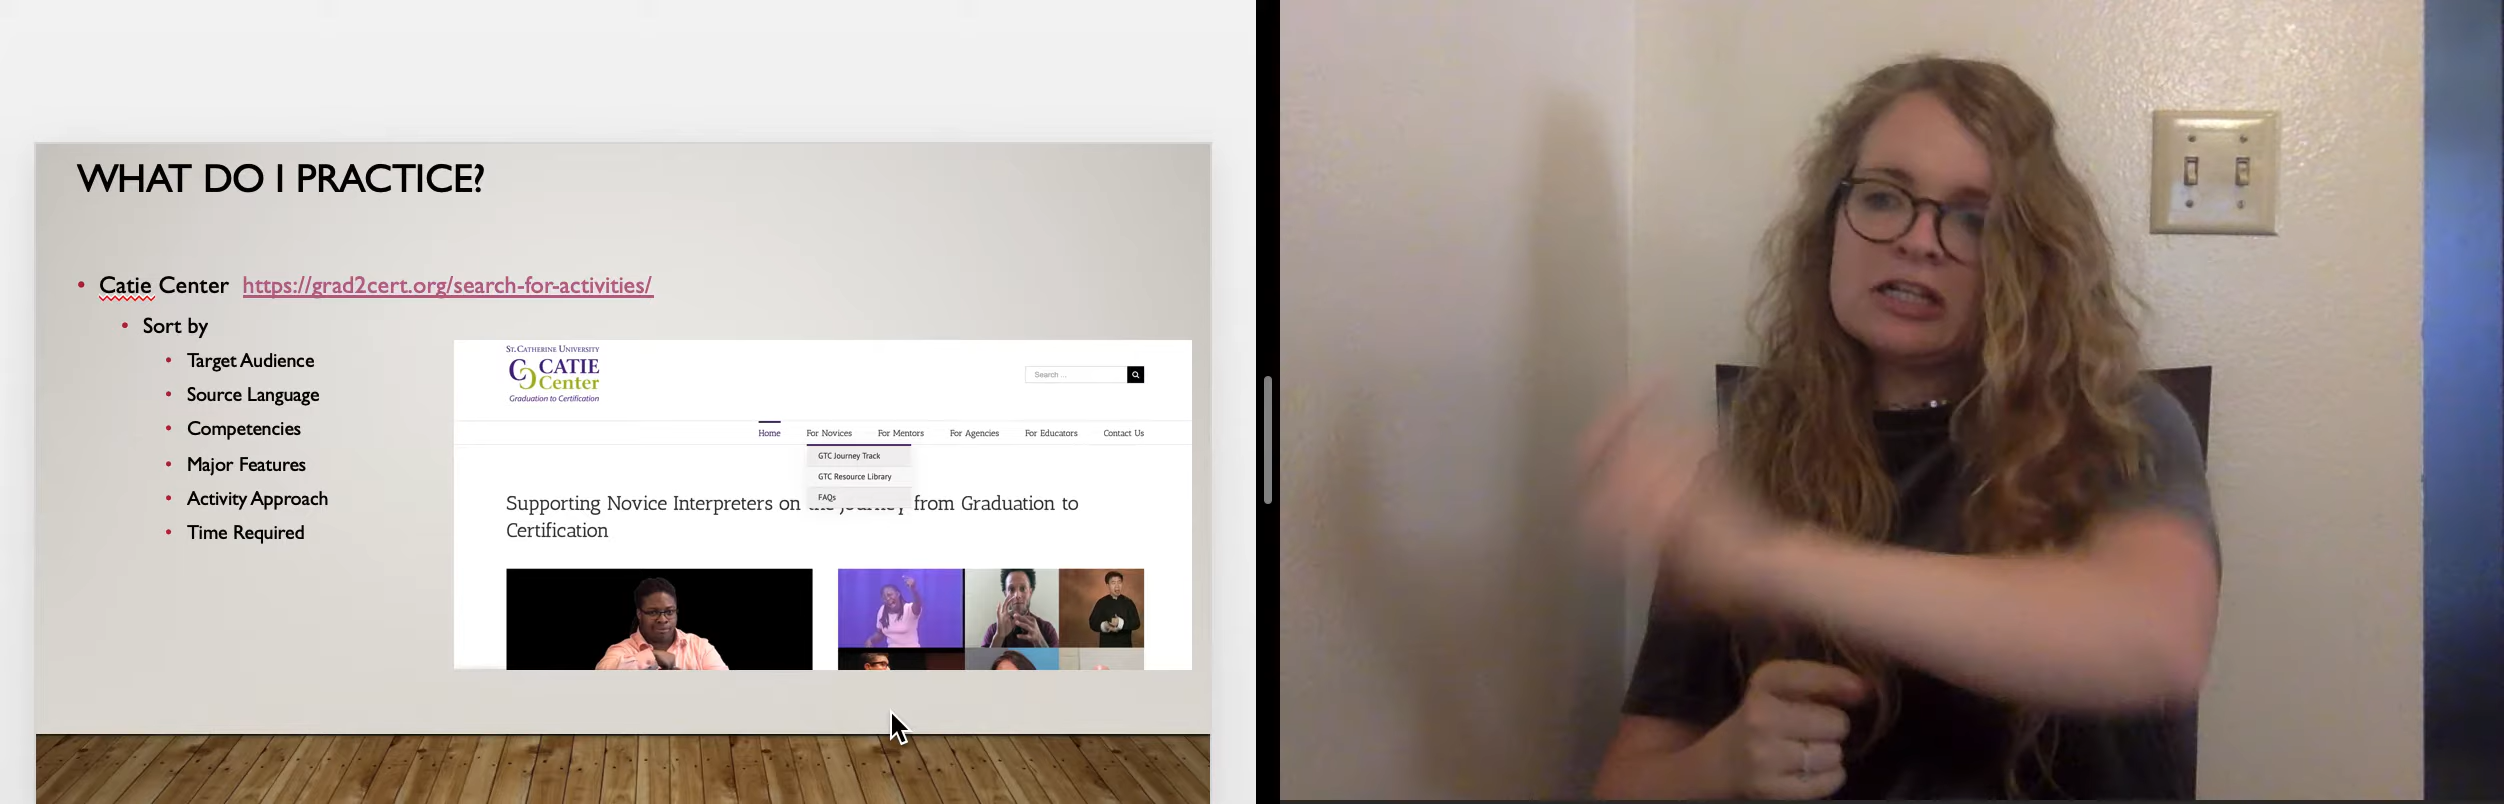 WHAT DO I PRACTICE?
• Catie Center https://grad2cert.org/search-for-activities/
• Sort by
• Target Audience
• Source Language
• Competencies
• Major Features
• Activity Approach
• Time Required
ST. CATHERINE UNIVERSITY
CATIE
Center
Graduation to Certification
Search ...
Home For Novices For Mentors For Agencies For Educators Contact Us
GTC Journey Track
GTC Resource Library
FAQs
Supporting Novice Interpreters on the Journey from Graduation to
Certification